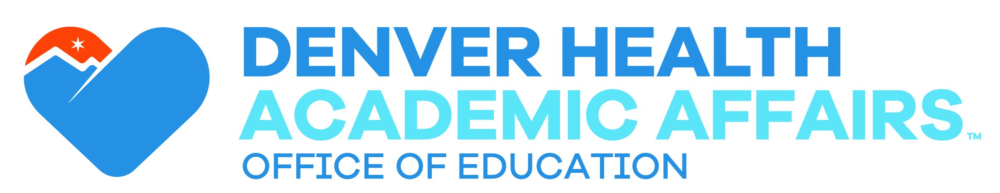 DENVER HEALTH
ACADEMIC AFFAIRS™
OFFICE OF EDUCATION